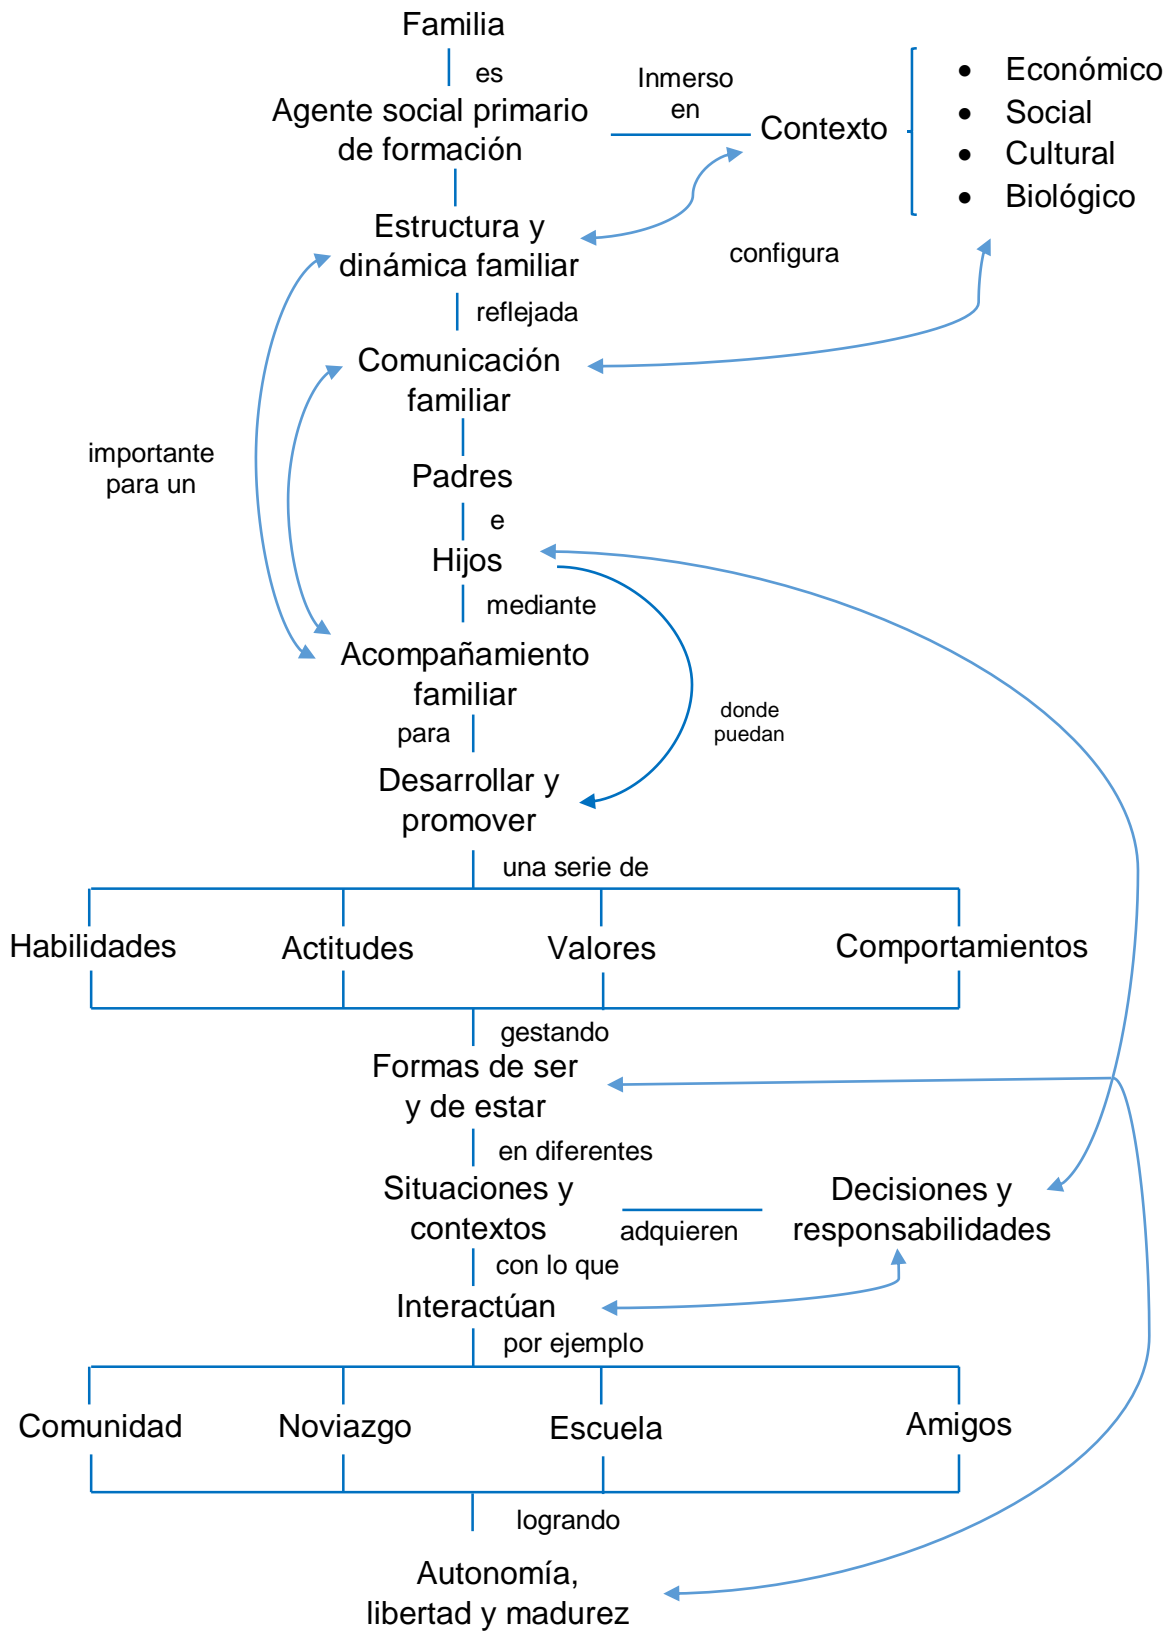 Familia
es
Agente social primario
de formación
Inmerso
en
Contexto
• Económico
• Social
• Cultural
• Biológico
Estructura y
dinámica familiar
configura
reflejada
Comunicación
familiar
importante
para un
Padres
e
Hijos
mediante
Acompañamiento
familiar
para
donde
puedan
Desarrollar y
promover
una serie de
Habilidades
Actitudes
Valores
Comportamientos
gestando
Formas de ser
y de estar
en diferentes
Situaciones y
contextos
adquieren
Decisiones y
responsabilidades
con lo que
Interactúan
por ejemplo
Comunidad
Noviazgo
Escuela
Amigos
logrando
Autonomía,
libertad y madurez